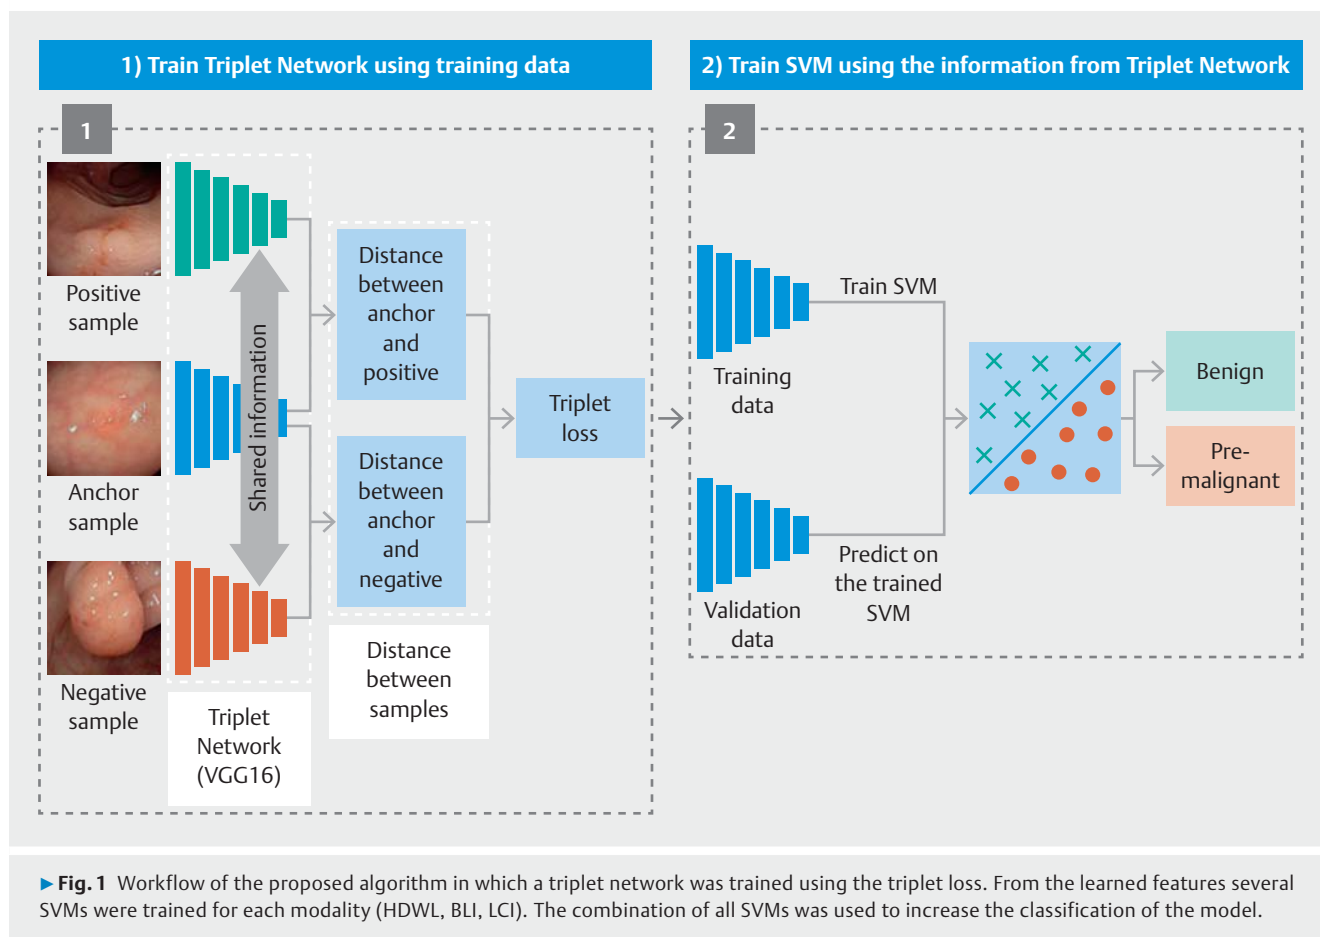 1) Train Triplet Network using training data
2) Train SVM using the information from Triplet Network
1
Positive
sample
Anchor
sample
Negative
sample
Shared information
Triplet
Network
(VGG16)
Distance
between
anchor
and
positive
Distance
between
anchor
and
negative
Distance
between
samples
Triplet
loss
2
Training
data
Train SVM
Validation
data
Predict on
the trained
SVM
Benign
Pre-
malignant
▶ Fig. 1 Workflow of the proposed algorithm in which a triplet network was trained using the triplet loss. From the learned features several
SVMs were trained for each modality (HDWL, BLI, LCI). The combination of all SVMs was used to increase the classification of the model.